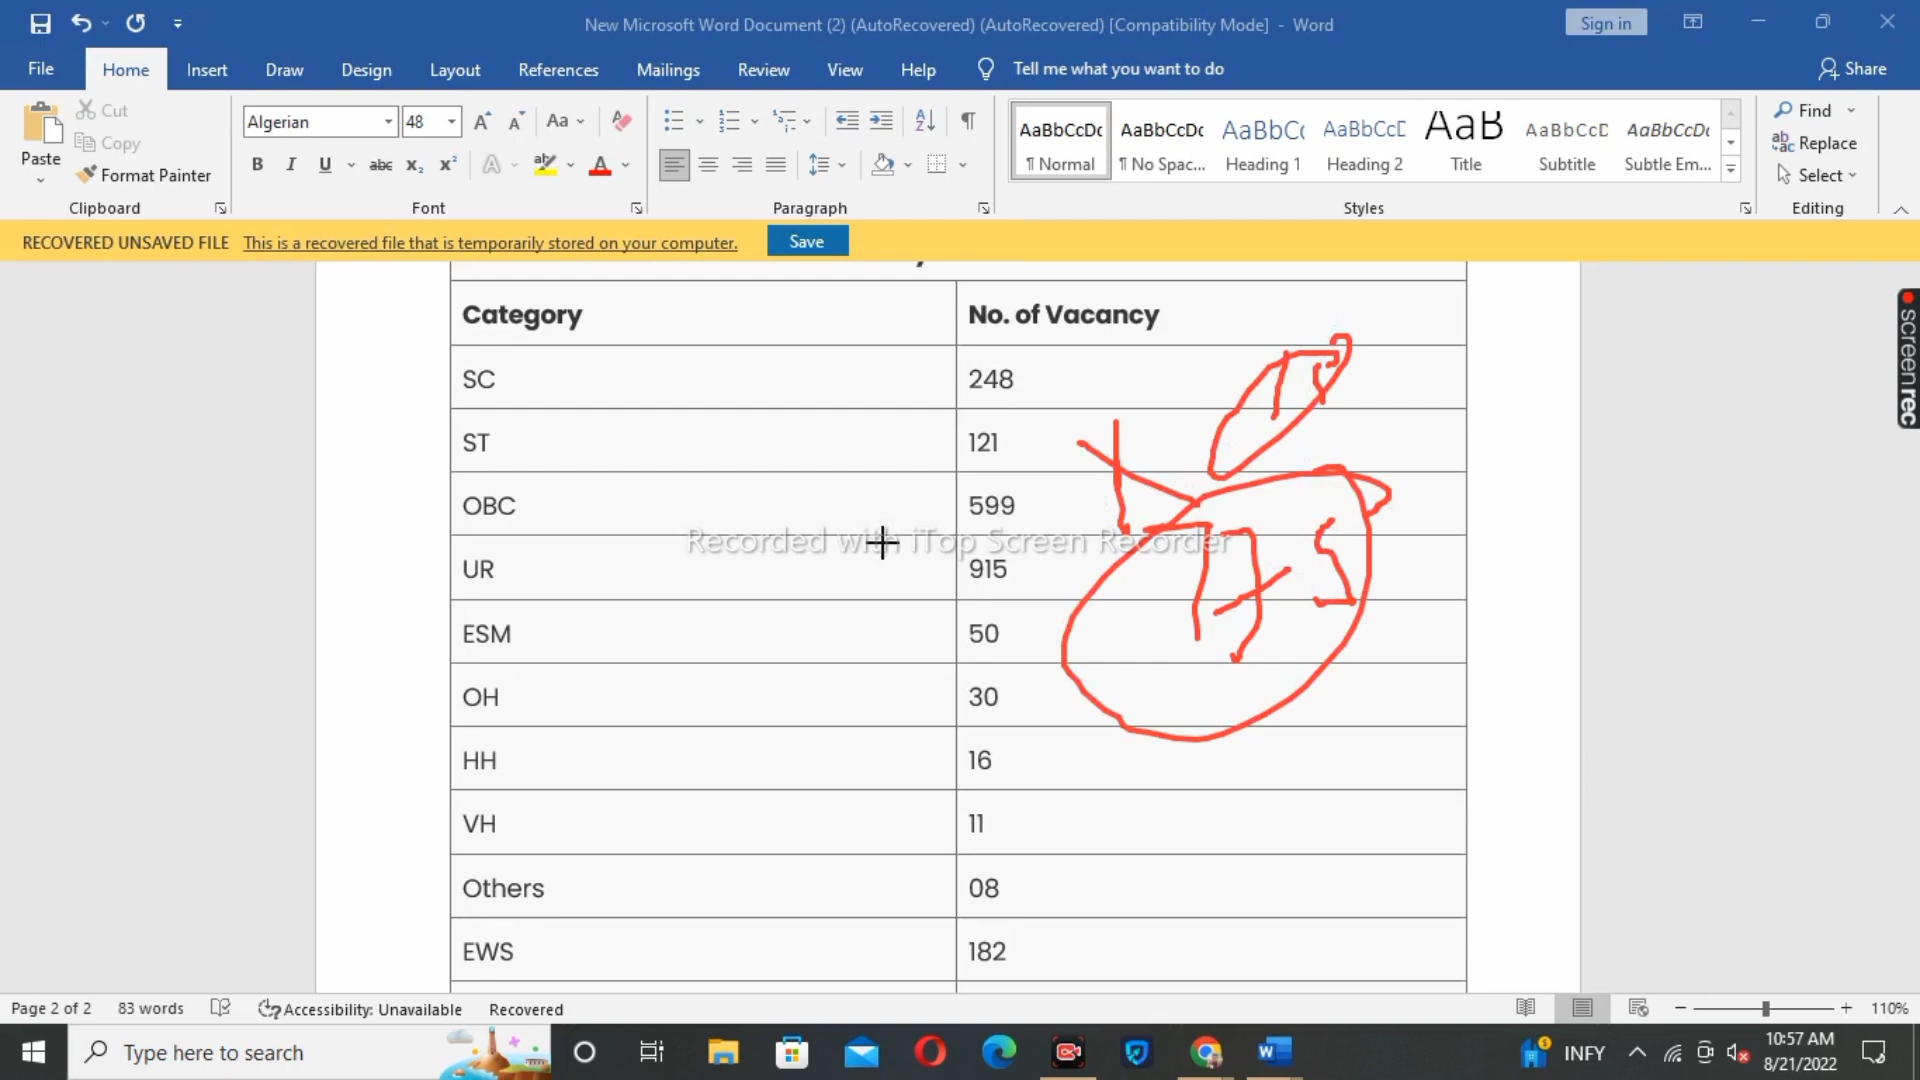 New Microsoft Word Document (2) (AutoRecovered) (AutoRecovered) [Compatibility Mode] - Word
Sign in
File Home Insert Draw Design Layout References Mailings Review View Help Tell me what you want to do Share
Cut
Copy
Paste
Format Painter
Clipboard
Algerian 48
Font
Paragraph
AaBbCcDc ¶ Normal
AaBbCcDc ¶ No Spac...
AaBbC( Heading 1
AaBbCcD Heading 2
AaB Title
AaBbCcD Subtitle
AaBbCcDc Subtle Em...
Styles
Find
Replace
Select
Editing
RECOVERED UNSAVED FILE This is a recovered file that is temporarily stored on your computer. Save
Category No. of Vacancy
SC 248
ST 121
OBC 599
UR 915
ESM 50
OH 30
HH 16
VH 11
Others 08
EWS 182
Recorded with iTop Screen Recorder
screenrec
Page 2 of 2 83 words Accessibility: Unavailable Recovered 110%
Type here to search
INFY
10:57 AM
8/21/2022